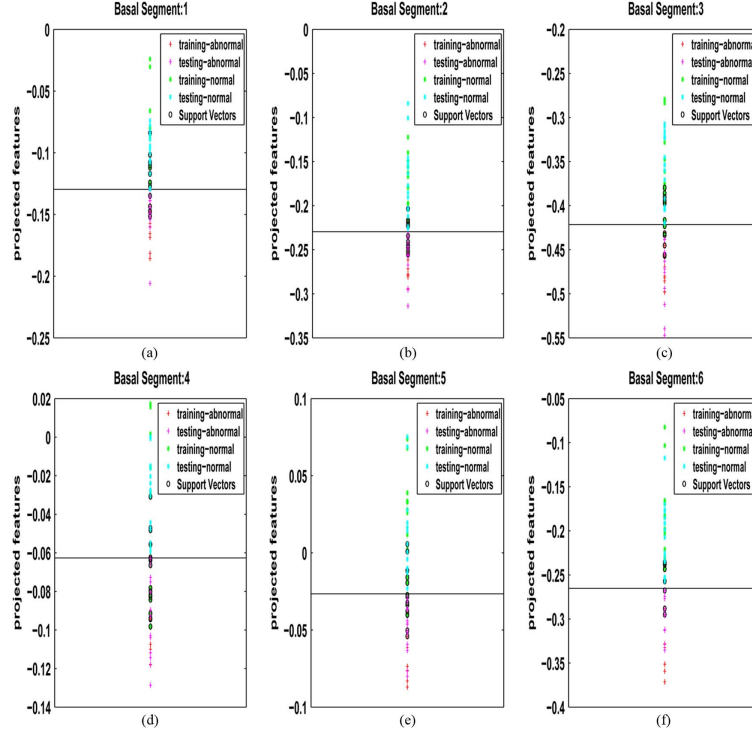 Basal Segment:1
0
−0.05
−0.1
−0.15
−0.2
−0.25
projected features
training−abnormal
testing−abnormal
training−normal
testing−normal
Support Vectors
(a)
Basal Segment:2
0
−0.05
−0.1
−0.15
−0.2
−0.25
−0.3
−0.35
projected features
training−abnormal
testing−abnormal
training−normal
testing−normal
Support Vectors
(b)
Basal Segment:3
−0.2
−0.25
−0.3
−0.35
−0.4
−0.45
−0.5
−0.55
projected features
training−abnormal
testing−abnormal
training−normal
testing−normal
Support Vectors
(c)
Basal Segment:4
0.02
0
−0.02
−0.04
−0.06
−0.08
−0.1
−0.12
−0.14
projected features
training−abnormal
testing−abnormal
training−normal
testing−normal
Support Vectors
(d)
Basal Segment:5
0.1
0.05
0
−0.05
−0.1
projected features
training−abnormal
testing−abnormal
training−normal
testing−normal
Support Vectors
(e)
Basal Segment:6
−0.05
−0.1
−0.15
−0.2
−0.25
−0.3
−0.35
−0.4
projected features
training−abnormal
testing−abnormal
training−normal
testing−normal
Support Vectors
(f)